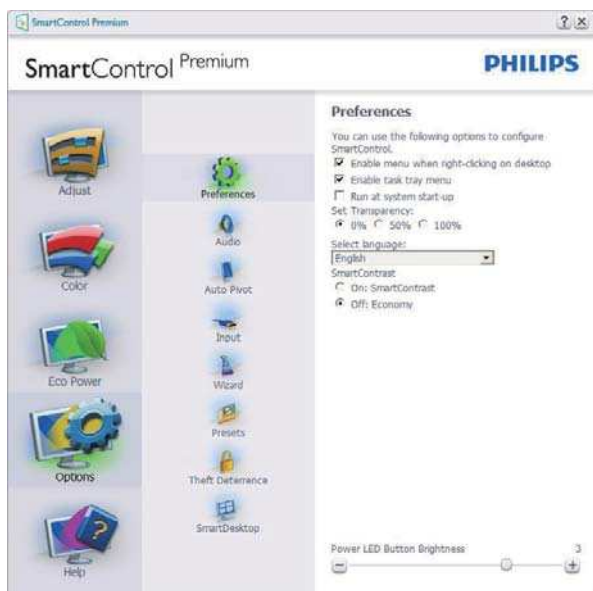 SmartControl Premium
SmartControl Premium
PHILIPS
Adjust
Color
Eco Power
Options
Help
Preferences
Audio
Auto Pivot
Input
Wizard
Presets
Theft Deterrence
SmartDesktop
Preferences
You can use the following options to configure
SmartControl.
Enable menu when right-clicking on desktop
Enable task tray menu
Run at system start-up
Set Transparency:
0% 50% 100%
Select language:
English
SmartContrast
On: SmartContrast
Off: Economy
Power LED Button Brightness 3